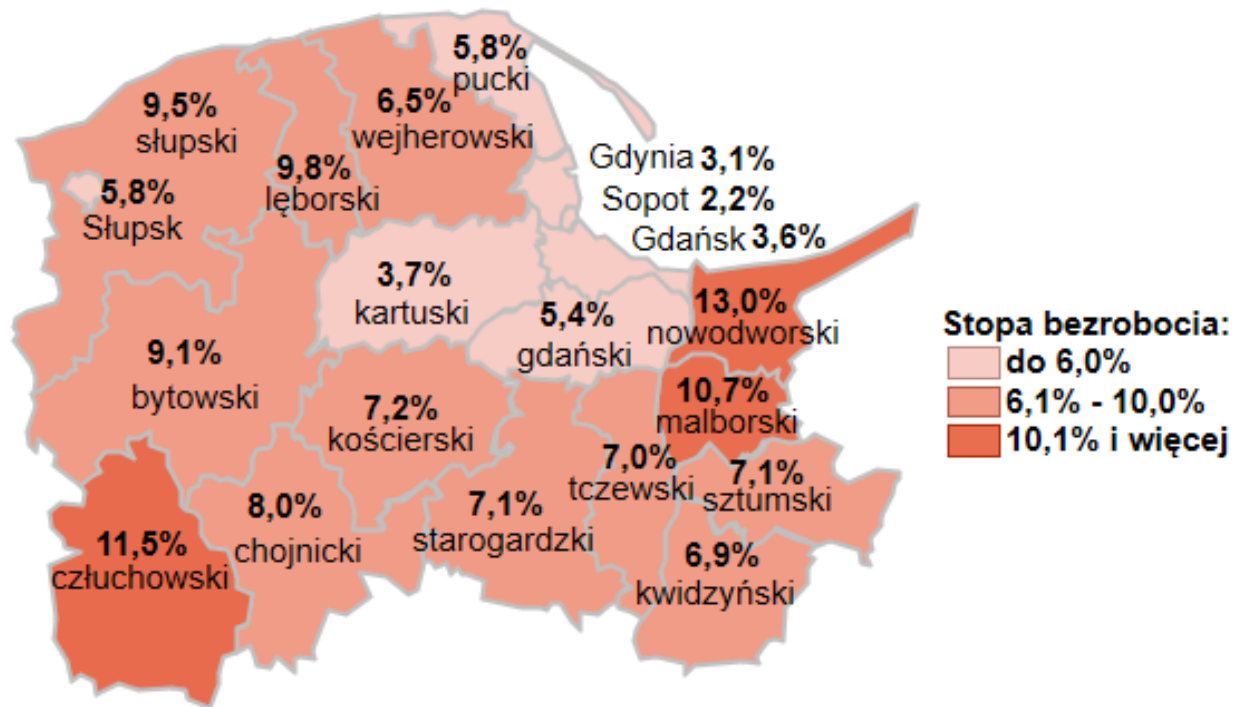 5,8%
pucki
9,5%
słupski
6,5%
wejherowski
Gdynia 3,1%
9,8%
lęborski
5,8%
Słupsk
Sopot 2,2%
Gdańsk 3,6%
3,7%
kartuski
5,4%
gdański
13,0%
nowodworski
9,1%
bytowski
10,7%
malborski
7,2%
kościerski
7,0%
tczewski
7,1%
sztumski
8,0%
chojnicki
7,1%
starogardzki
11,5%
człuchowski
6,9%
kwidzyński
Stopa bezrobocia:
do 6,0%
6,1% - 10,0%
10,1% i więcej